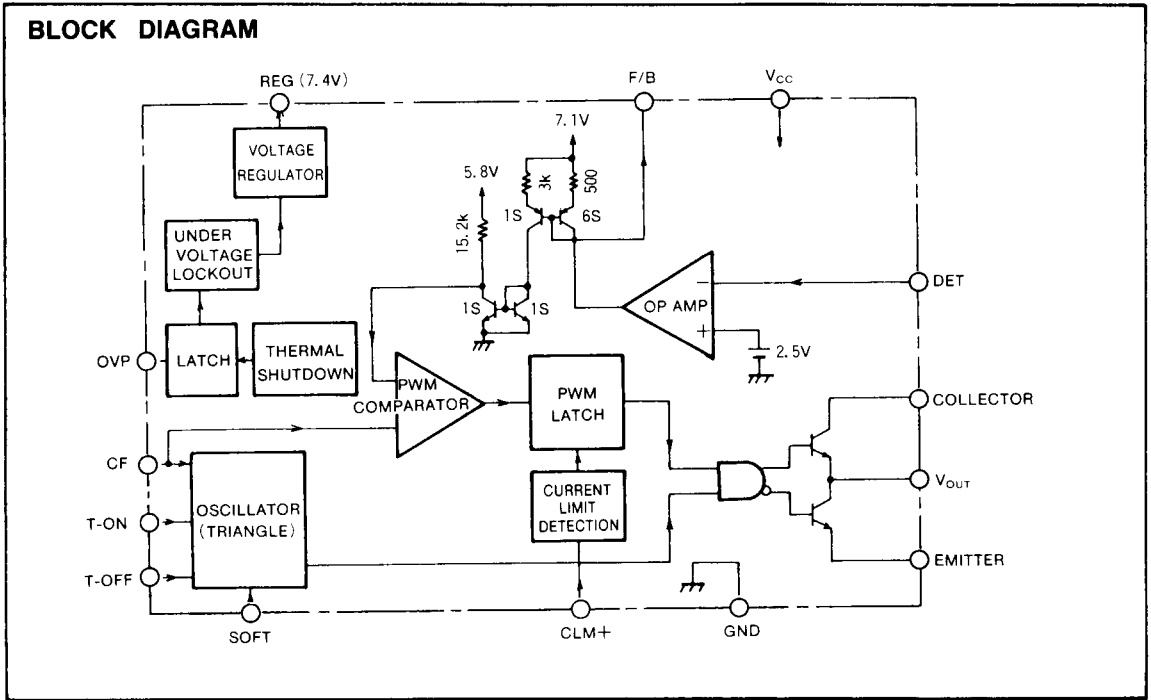 BLOCK DIAGRAM
REG (7.4V)
F/B
VCC
7.1V
VOLTAGE
REGULATOR
5.8V
3k
500
1S
6S
15.2k
UNDER
VOLTAGE
LOCKOUT
1S
1S
OP AMP
−
+
DET
2.5V
OVP
LATCH
THERMAL
SHUTDOWN
PWM
COMPARATOR
PWM
LATCH
COLLECTOR
CF
OSCILLATOR
(TRIANGLE)
CURRENT
LIMIT
DETECTION
VOUT
T-ON
T-OFF
EMITTER
SOFT
CLM+
GND